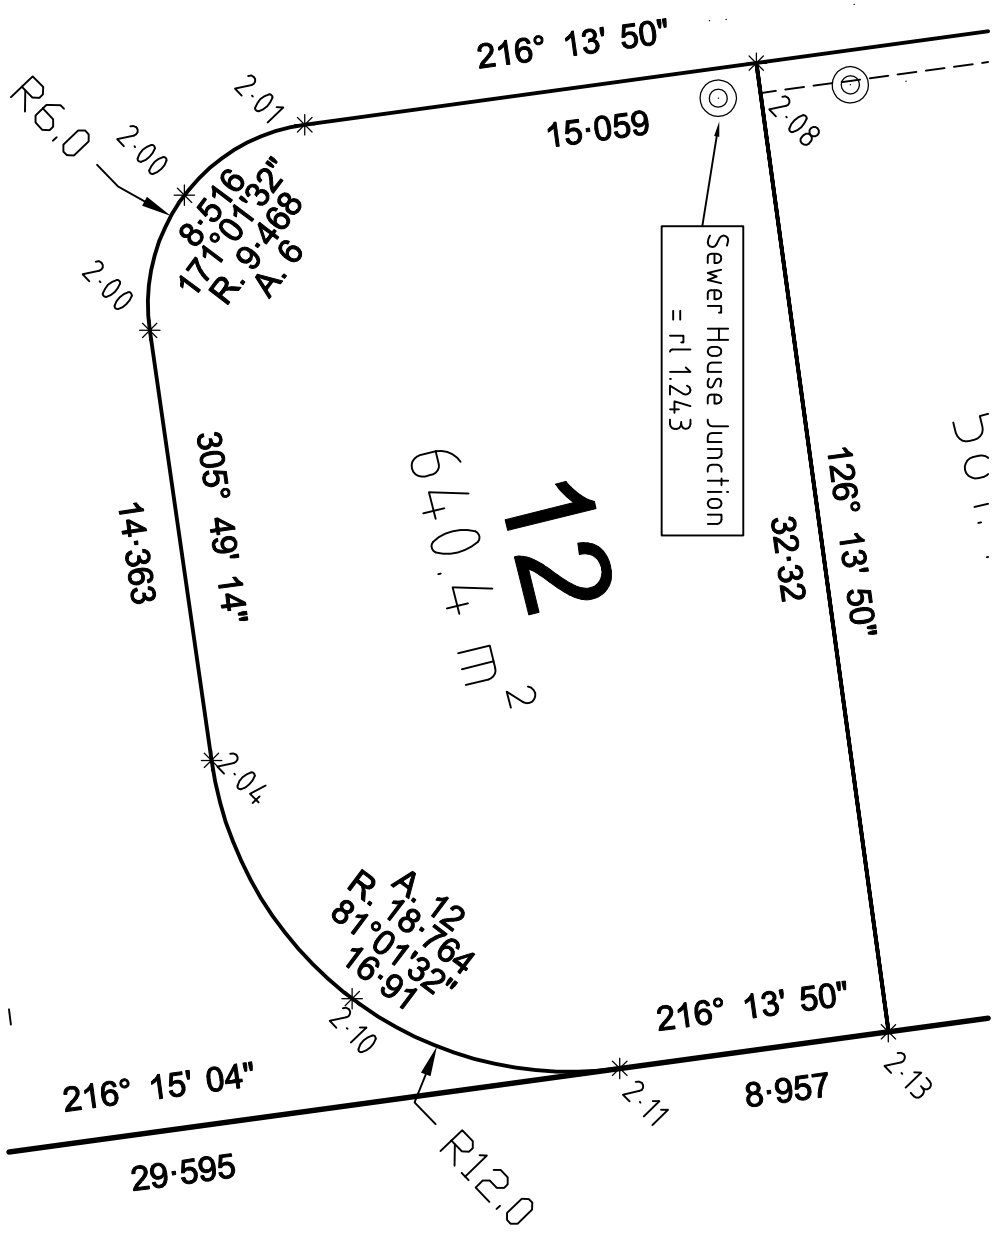 216° 13' 50"
15·059
R6.0
2·01
2·00
2·00
2·08
8·516
171°01'32"
R. 9·468
A. 6
Sewer House Junction
= rl 1.243
305° 49' 14"
14·363
12
640.4 m²
126° 13' 50"
32·32
2·04
A. 12
R. 18·764
81°01'32"
16·91
2·10
216° 13' 50"
8·957
2·11
2·13
216° 15' 04"
29·595
R12.0